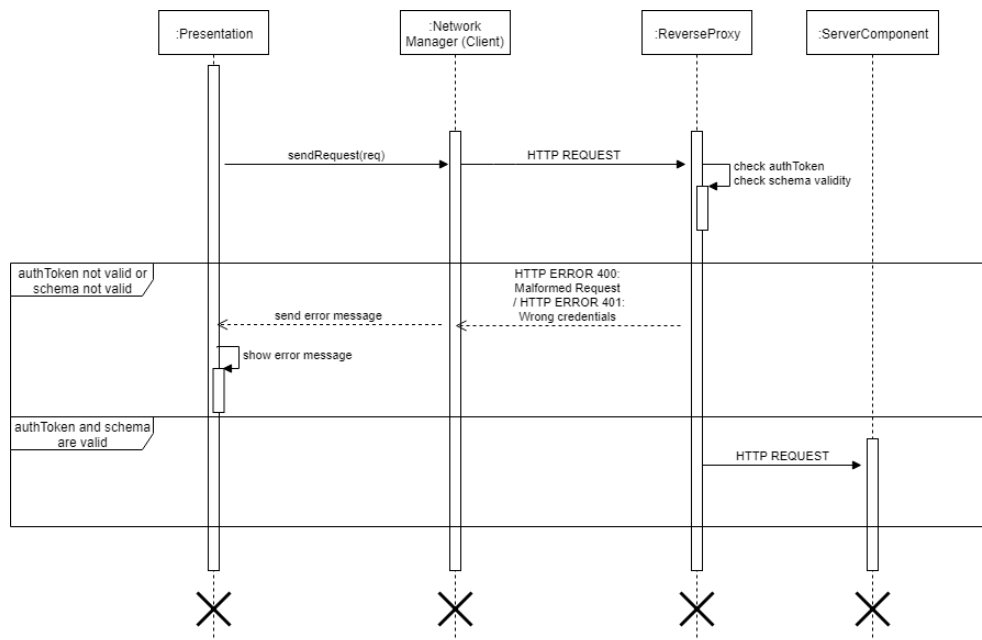 :Presentation
:Network
Manager (Client)
:ReverseProxy
:ServerComponent
sendRequest(req)
HTTP REQUEST
check authToken
check schema validity
authToken not valid or
schema not valid
HTTP ERROR 400:
Malformed Request
/ HTTP ERROR 401:
Wrong credentials
send error message
show error message
authToken and schema
are valid
HTTP REQUEST